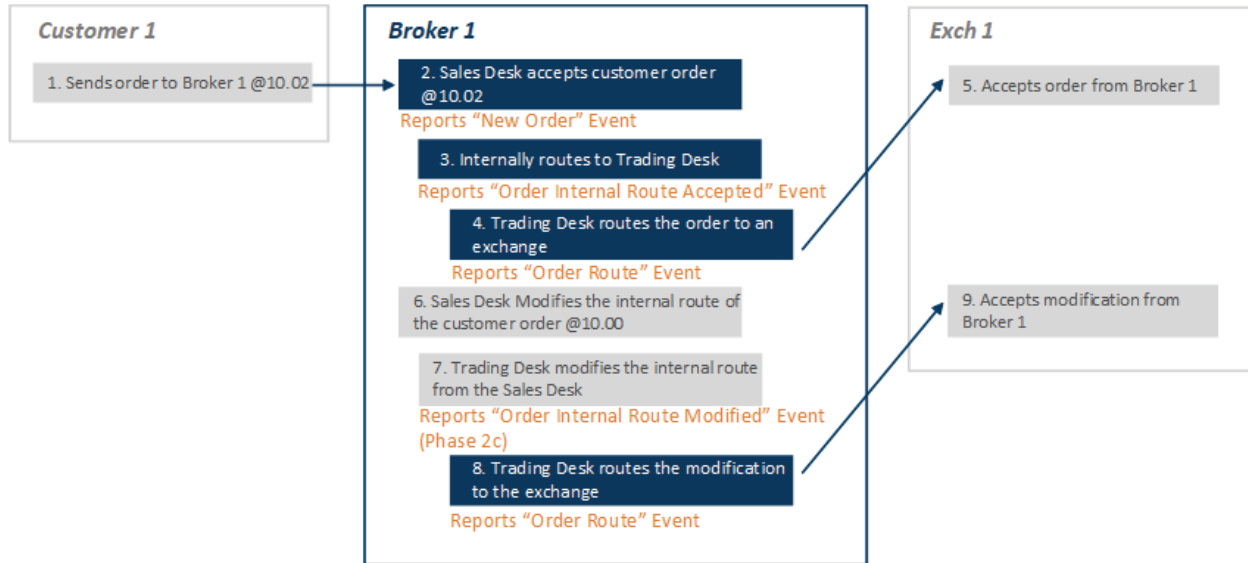 Customer 1
1. Sends order to Broker 1 @10.02
Broker 1
2. Sales Desk accepts customer order
@10.02
Reports “New Order” Event
3. Internally routes to Trading Desk
Reports “Order Internal Route Accepted” Event
4. Trading Desk routes the order to an
exchange
Reports “Order Route” Event
6. Sales Desk Modifies the internal route of
the customer order @10.00
7. Trading Desk modifies the internal route
from the Sales Desk
Reports “Order Internal Route Modified” Event
(Phase 2c)
8. Trading Desk routes the modification
to the exchange
Reports “Order Route” Event
Exch 1
5. Accepts order from Broker 1
9. Accepts modification from
Broker 1